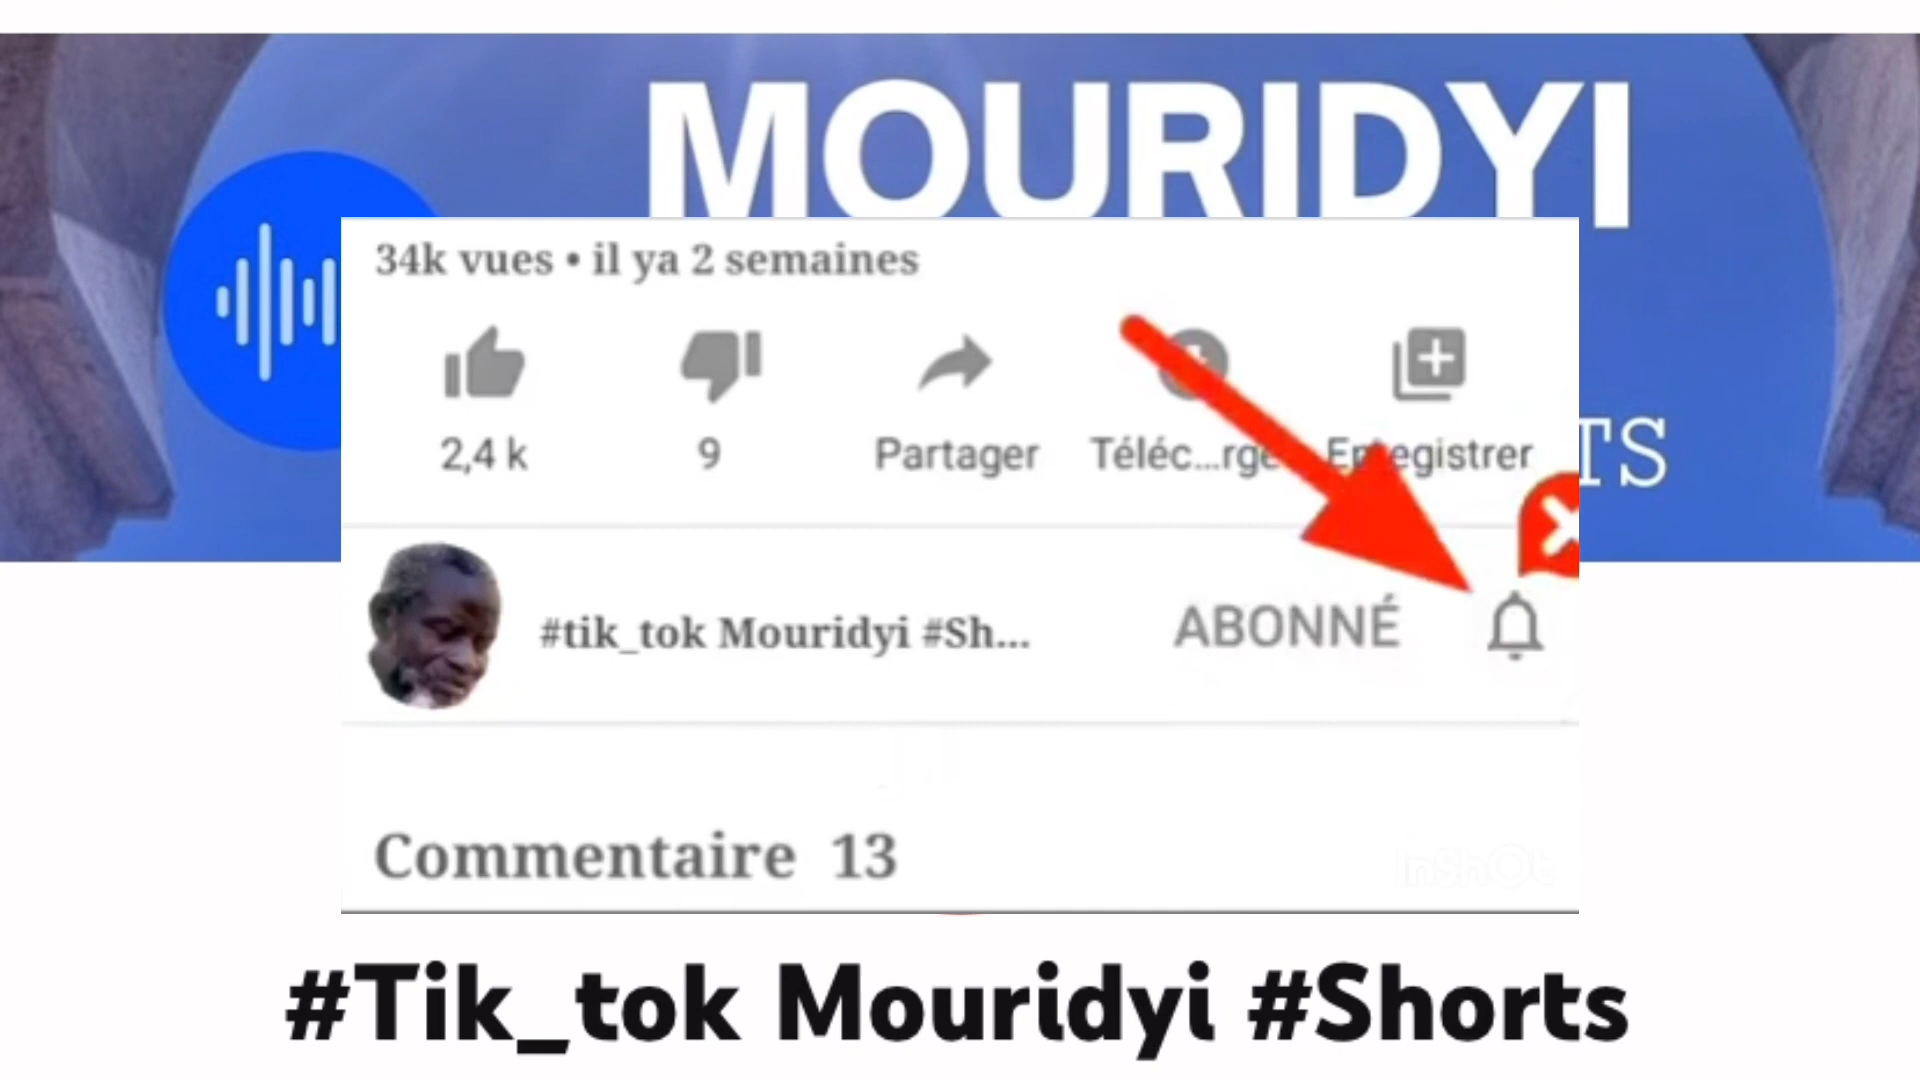 MOURIDYI
TS
34k vues • il ya 2 semaines
2,4 k
9
Partager
Téléc...rge
Enregistrer
#tik_tok Mouridyi #Sh...
ABONNÉ
Commentaire 13
InShOt
#Tik_tok Mouridyi #Shorts